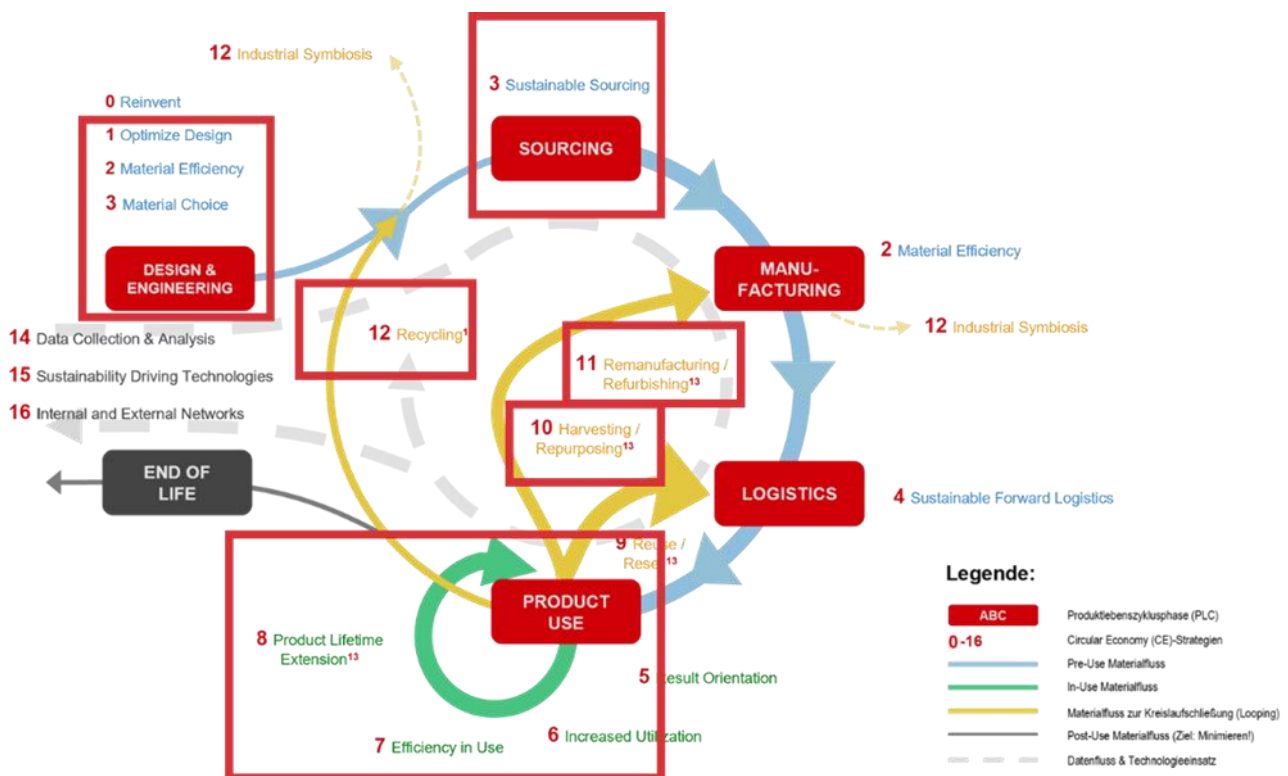 12 Industrial Symbiosis
0 Reinvent
1 Optimize Design
2 Material Efficiency
3 Material Choice
DESIGN &
ENGINEERING
3 Sustainable Sourcing
SOURCING
2 Material Efficiency
MANU-
FACTURING
12 Industrial Symbiosis
12 Recycling¹
11 Remanufacturing /
Refurbishing¹³
10 Harvesting /
Repurposing¹³
14 Data Collection & Analysis
15 Sustainability Driving Technologies
16 Internal and External Networks
END OF
LIFE
LOGISTICS
4 Sustainable Forward Logistics
9 Reuse /
¹³
PRODUCT
USE
8 Product Lifetime
Extension¹³
5 Result Orientation
6 Increased Utilization
7 Efficiency in Use
Legende:
ABC Produktlebenszyklusphase (PLC)
0-16 Circular Economy (CE)-Strategien
Pre-Use Materialfluss
In-Use Materialfluss
Materialfluss zur Kreislaufschließung (Looping)
Post-Use Materialfluss (Ziel: Minimieren!)
Datenfluss & Technologieeinsatz